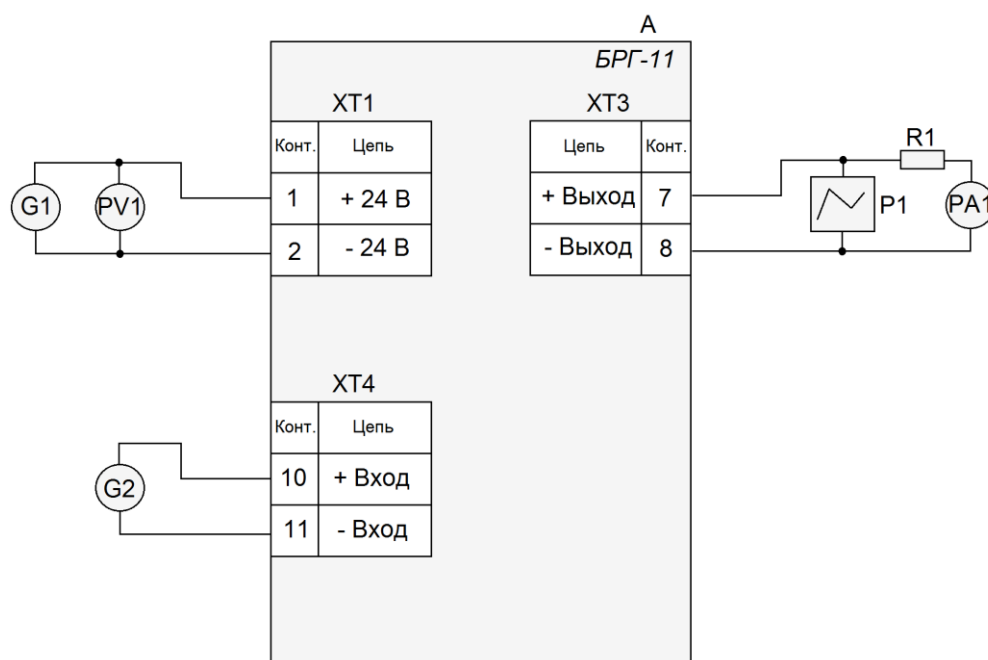 А
БРГ-11
XT1
Конт. Цепь
1 + 24 В
2 - 24 В
G1 PV1
XT3
Цепь Конт.
+ Выход 7
- Выход 8
R1
P1 PA1
XT4
Конт. Цепь
10 + Вход
11 - Вход
G2